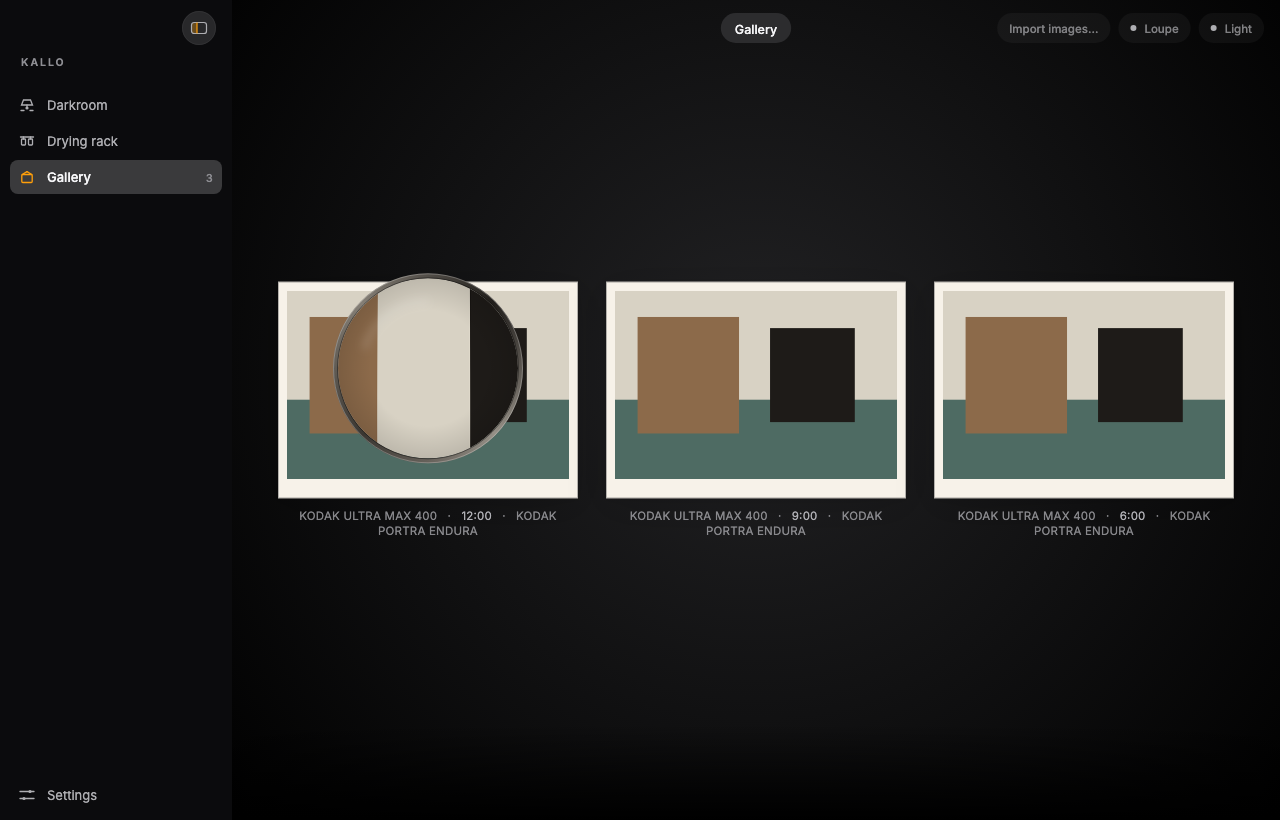 Gallery
Import images...
Loupe
Light
KALLO
Darkroom
Drying rack
Gallery 3
KODAK ULTRA MAX 400 · 12:00 · KODAK
PORTRA ENDURA
KODAK ULTRA MAX 400 · 9:00 · KODAK
PORTRA ENDURA
KODAK ULTRA MAX 400 · 6:00 · KODAK
PORTRA ENDURA
Settings